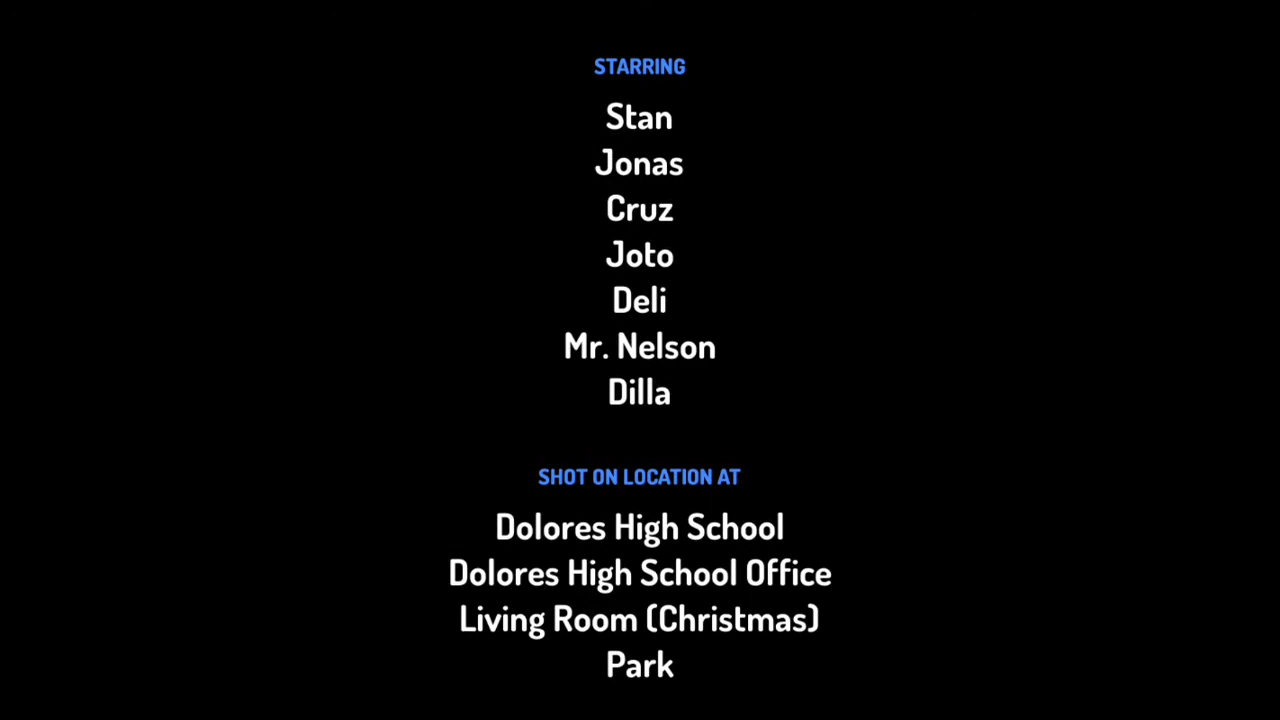 STARRING
Stan
Jonas
Cruz
Joto
Deli
Mr. Nelson
Dilla
SHOT ON LOCATION AT
Dolores High School
Dolores High School Office
Living Room (Christmas)
Park